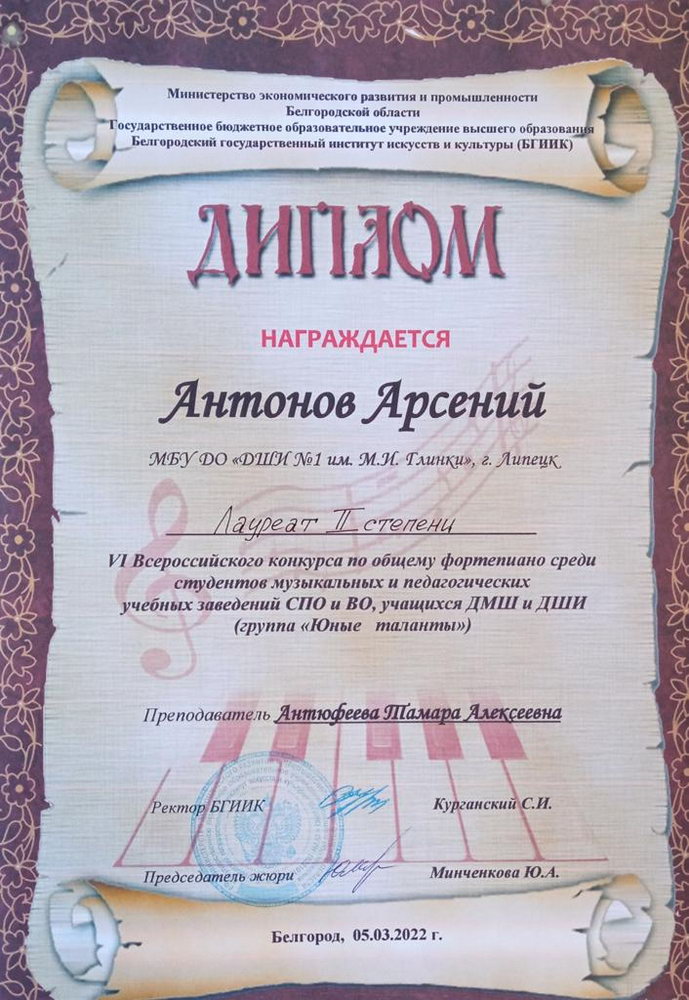 Министерство экономического развития и промышленности
Белгородской области
Государственное бюджетное образовательное учреждение высшего образования
Белгородский государственный институт искусств и культуры (БГИИК)
ДИПЛОМ
НАГРАЖДАЕТСЯ
Антонов Арсений
МБУ ДО «ДШИ №1 им. М.И. Глинки», г. Липецк
Лауреат II степени
VI Всероссийского конкурса по общему фортепиано среди
студентов музыкальных и педагогических
учебных заведений СПО и ВО, учащихся ДМШ и ДШИ
(группа «Юные таланты»)
Преподаватель Антюфеева Тамара Алексеевна
Ректор БГИИК Курганский С.И.
Председатель жюри Минченкова Ю.А.
Белгород, 05.03.2022 г.